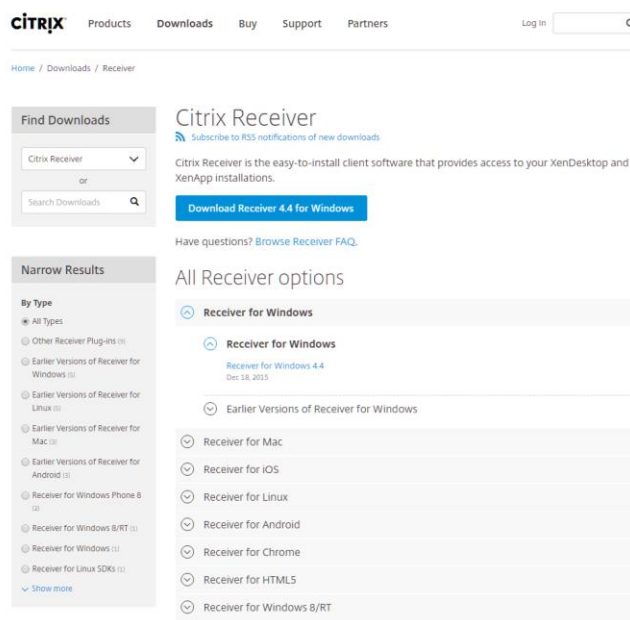 CITRIX Products Downloads Buy Support Partners Log In
Home / Downloads / Receiver
Find Downloads
Citrix Receiver
or
Search Downloads
Narrow Results
By Type
All Types
Other Receiver Plug-ins (9)
Earlier Versions of Receiver for
Windows (5)
Earlier Versions of Receiver for
Linux (5)
Earlier Versions of Receiver for
Mac (3)
Earlier Versions of Receiver for
Android (3)
Receiver for Windows Phone 8
(2)
Receiver for Windows 8/RT (1)
Receiver for Windows (1)
Receiver for Linux SDKs (1)
Show more
Citrix Receiver
Subscribe to RSS notifications of new downloads
Citrix Receiver is the easy-to-install client software that provides access to your XenDesktop and
XenApp installations.
Download Receiver 4.4 for Windows
Have questions? Browse Receiver FAQ.
All Receiver options
Receiver for Windows
Receiver for Windows
Receiver for Windows 4.4
Dec 18, 2015
Earlier Versions of Receiver for Windows
Receiver for Mac
Receiver for iOS
Receiver for Linux
Receiver for Android
Receiver for Chrome
Receiver for HTML5
Receiver for Windows 8/RT